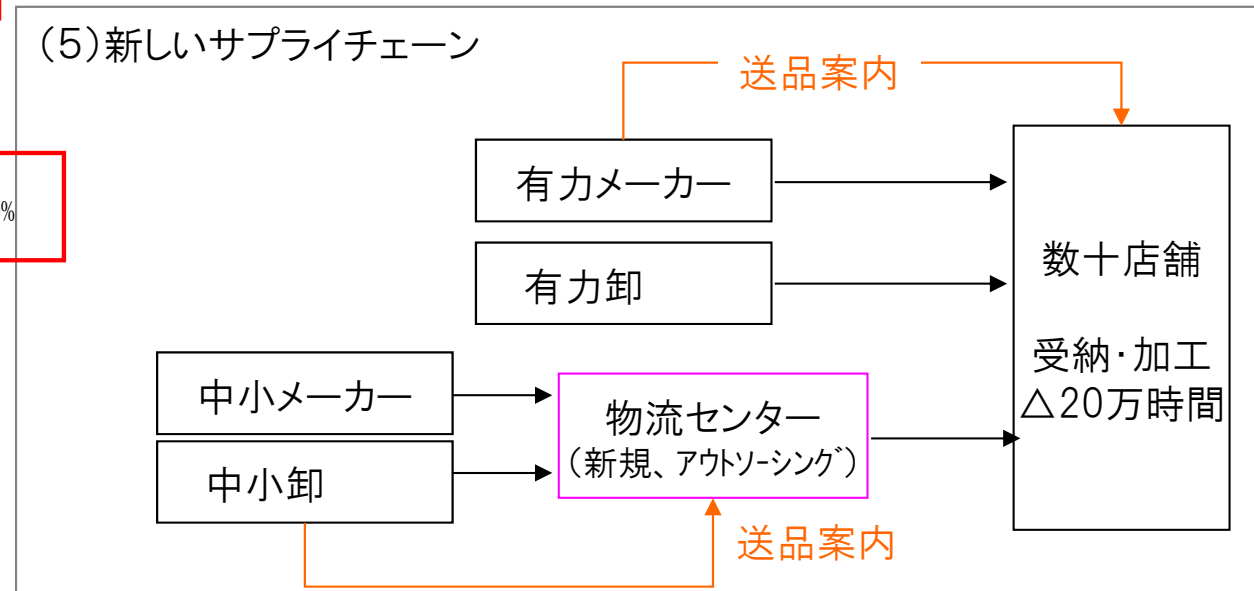 (5)新しいサプライチェーン
送品案内
有力メーカー
%
有力卸
数十店舗
受納・加工
△20万時間
中小メーカー
物流センター
(新規、アウトソーシング)
中小卸
送品案内